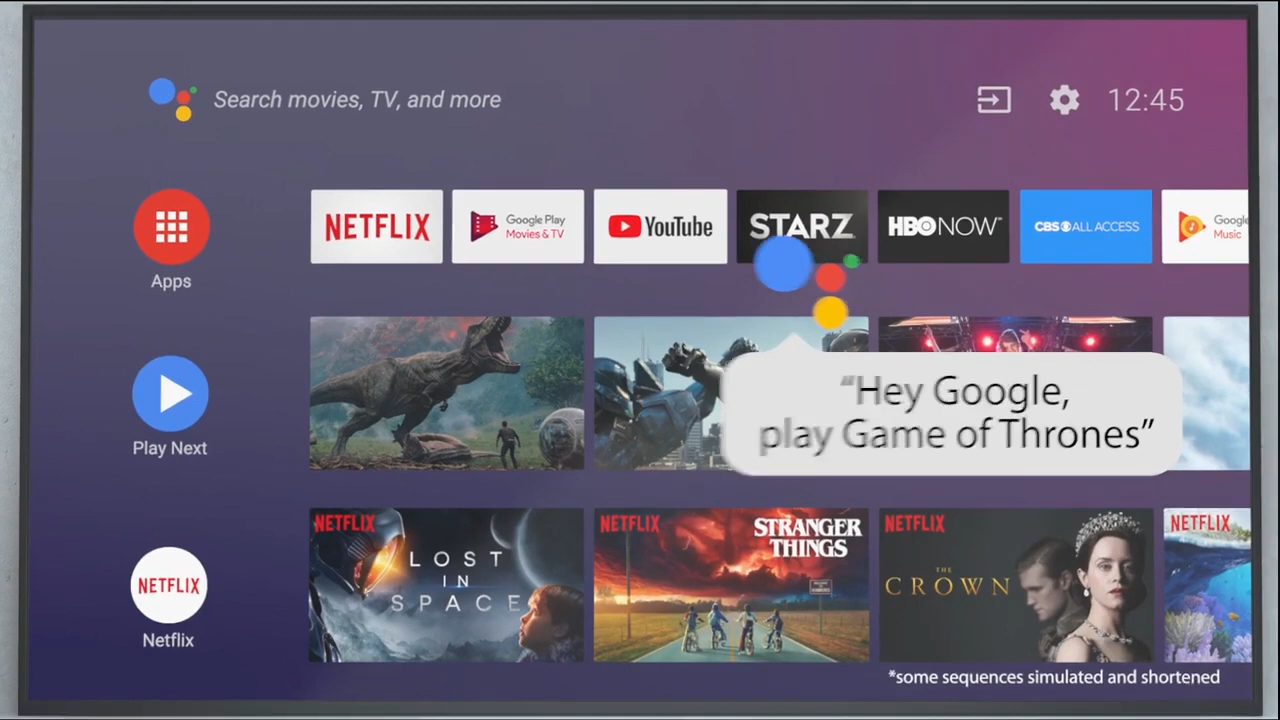 Search movies, TV, and more
12:45
Apps
NETFLIX
Google Play
Movies & TV
YouTube
STARZ
HBO NOW
CBS ALL ACCESS
Google
Music
Play Next
"Hey Google,
play Game of Thrones"
NETFLIX
Netflix
NETFLIX
LOST
IN
SPACE
NETFLIX
STRANGER
THINGS
NETFLIX
THE
CROWN
NETFLIX
*some sequences simulated and shortened